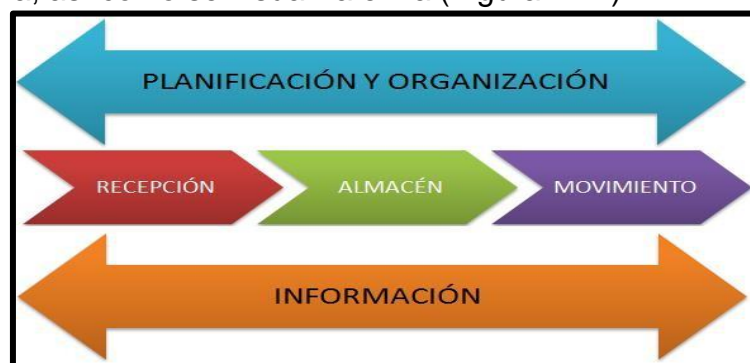 PLANIFICACIÓN Y ORGANIZACIÓN
RECEPCIÓN
ALMACÉN
MOVIMIENTO
INFORMACIÓN